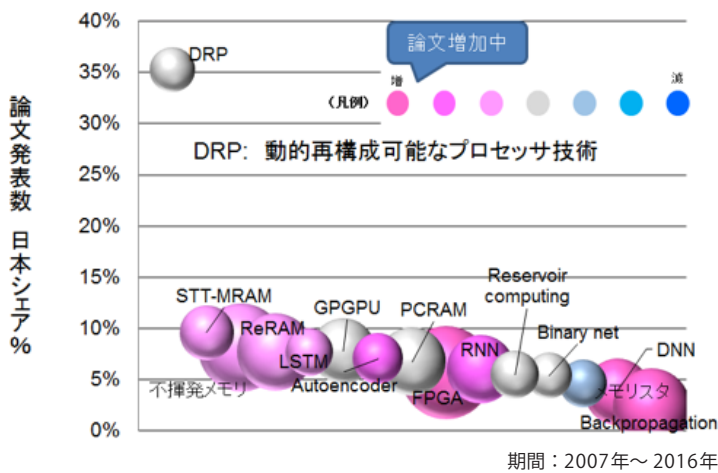 40%
35%
30%
25%
20%
15%
10%
5%
0%
論文発表数 日本シェア%
DRP
論文増加中
増
減
(凡例)
DRP: 動的再構成可能なプロセッサ技術
STT-MRAM
ReRAM
不揮発メモリ
LSTM
GPGPU
Autoencoder
PCRAM
FPGA
RNN
Reservoir
computing
Binary net
メモリスタ
DNN
Backpropagation
期間：2007年～2016年